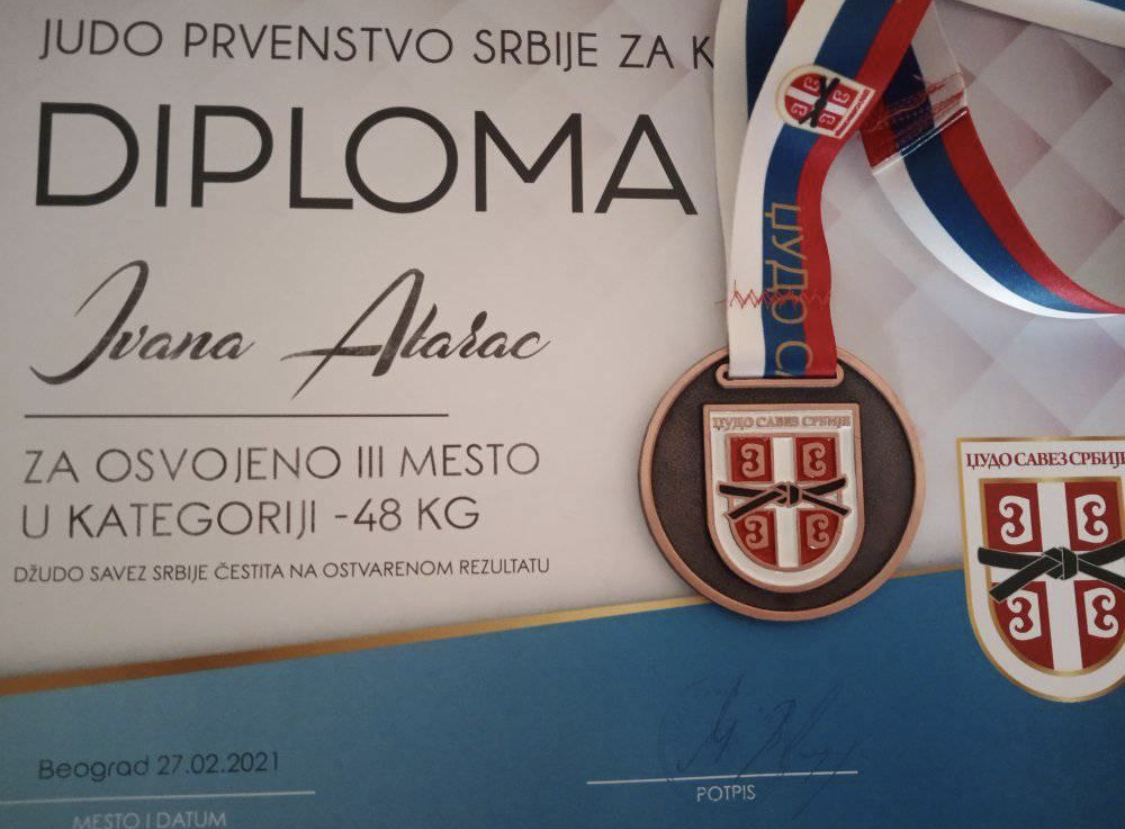 JUDO PRVENSTVO SRBIJE ZA K
DIPLOMA
Ivana Atarac
ZA OSVOJENO III MESTO
U KATEGORIJI -48 KG
DŽUDO SAVEZ SRBIJE ČESTITA NA OSTVARENOM REZULTATU
ЏУДО С
ЏУДО САВЕЗ СРБИЈЕ
ЏУДО САВЕЗ СРБИЈЕ
Beograd 27.02.2021
MESTO I DATUM
POTPIS